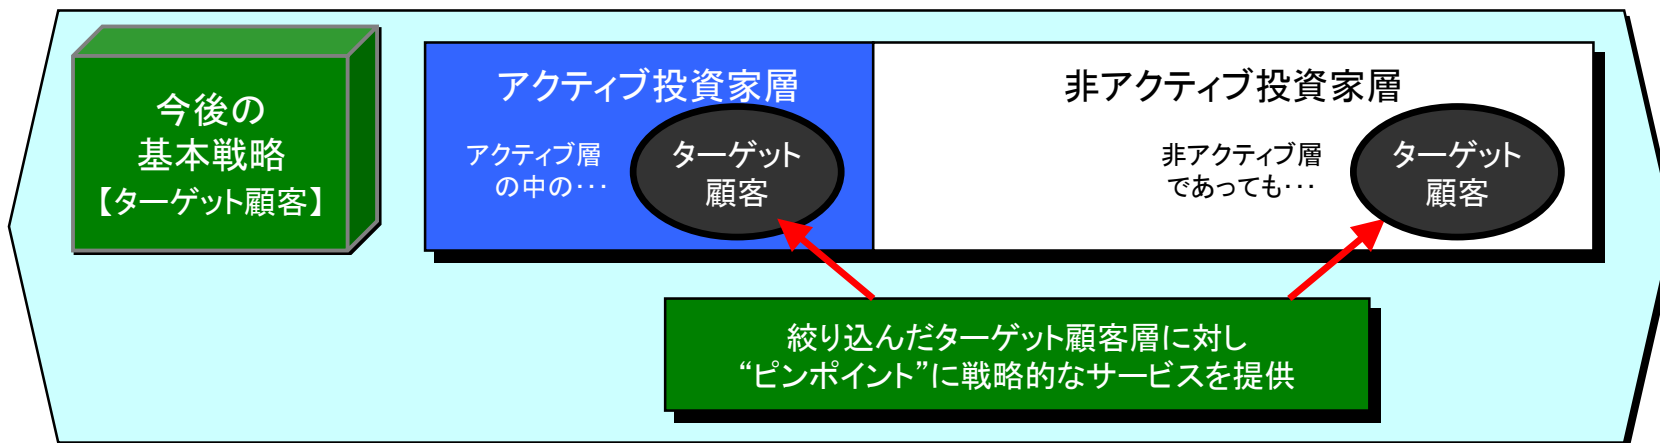 今後の
基本戦略
【ターゲット顧客】
アクティブ投資家層
アクティブ層
の中の･･･
ターゲット
顧客
非アクティブ投資家層
非アクティブ層
であっても･･･
ターゲット
顧客
絞り込んだターゲット顧客層に対し
“ピンポイント”に戦略的なサービスを提供